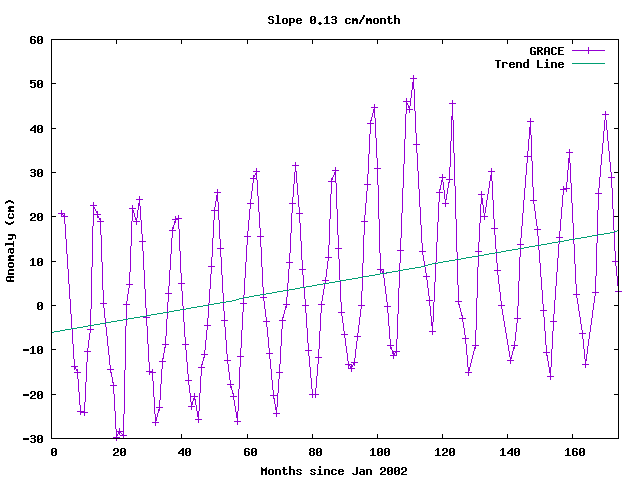 Slope 0.13 cm/month
GRACE
Trend Line
Anomaly (cm)
60
50
40
30
20
10
0
-10
-20
-30
0 20 40 60 80 100 120 140 160
Months since Jan 2002